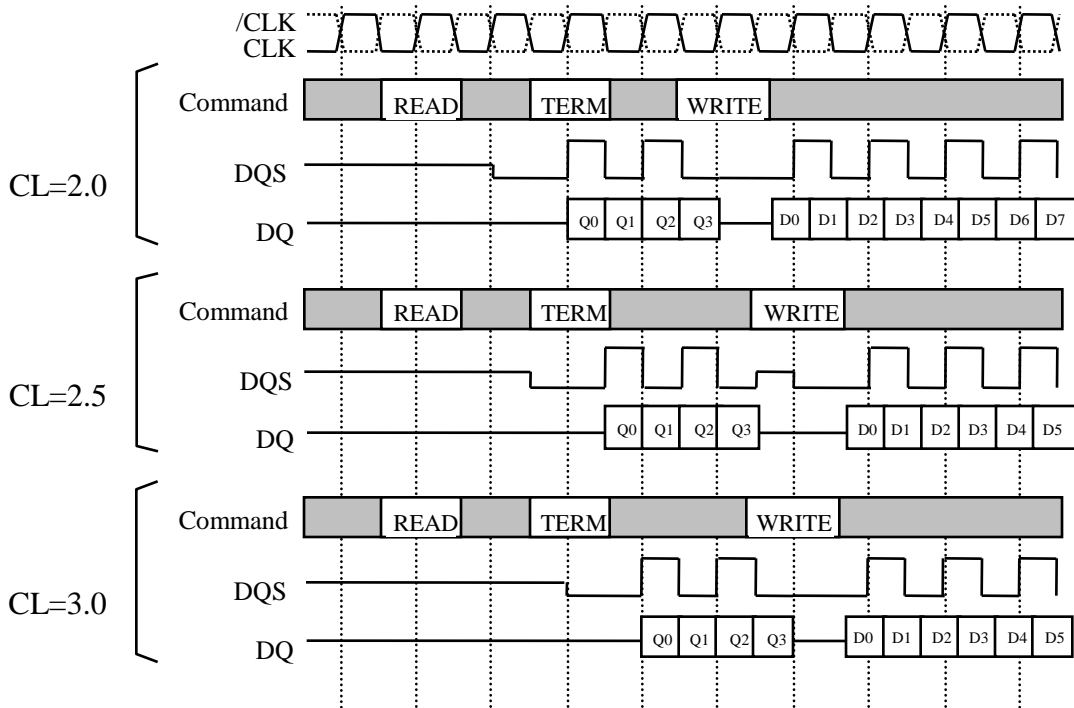 /CLK
CLK
CL=2.0
Command READ TERM WRITE
DQS
DQ Q0 Q1 Q2 Q3 D0 D1 D2 D3 D4 D5 D6 D7
CL=2.5
Command READ TERM WRITE
DQS
DQ Q0 Q1 Q2 Q3 D0 D1 D2 D3 D4 D5
CL=3.0
Command READ TERM WRITE
DQS
DQ Q0 Q1 Q2 Q3 D0 D1 D2 D3 D4 D5